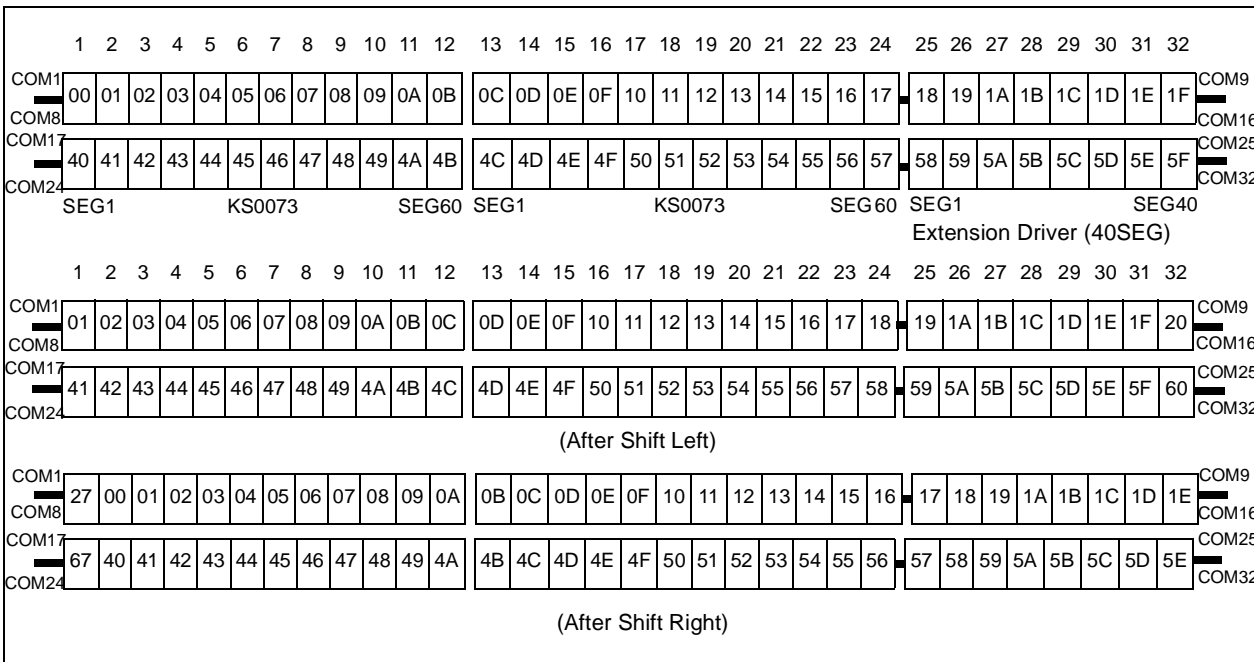 1 2 3 4 5 6 7 8 9 10 11 12 13 14 15 16 17 18 19 20 21 22 23 24 25 26 27 28 29 30 31 32
COM1 COM9
00 01 02 03 04 05 06 07 08 09 0A 0B 0C 0D 0E 0F 10 11 12 13 14 15 16 17 18 19 1A 1B 1C 1D 1E 1F
COM8 COM16
COM17 COM25
40 41 42 43 44 45 46 47 48 49 4A 4B 4C 4D 4E 4F 50 51 52 53 54 55 56 57 58 59 5A 5B 5C 5D 5E 5F
COM24 COM32
SEG1 KS0073 SEG60 SEG1 KS0073 SEG60 SEG1 SEG40
Extension Driver (40SEG)
1 2 3 4 5 6 7 8 9 10 11 12 13 14 15 16 17 18 19 20 21 22 23 24 25 26 27 28 29 30 31 32
COM1 COM9
01 02 03 04 05 06 07 08 09 0A 0B 0C 0D 0E 0F 10 11 12 13 14 15 16 17 18 19 1A 1B 1C 1D 1E 1F 20
COM8 COM16
COM17 COM25
41 42 43 44 45 46 47 48 49 4A 4B 4C 4D 4E 4F 50 51 52 53 54 55 56 57 58 59 5A 5B 5C 5D 5E 5F 60
COM24 COM32
(After Shift Left)
COM1 COM9
27 00 01 02 03 04 05 06 07 08 09 0A 0B 0C 0D 0E 0F 10 11 12 13 14 15 16 17 18 19 1A 1B 1C 1D 1E
COM8 COM16
COM17 COM25
67 40 41 42 43 44 45 46 47 48 49 4A 4B 4C 4D 4E 4F 50 51 52 53 54 55 56 57 58 59 5A 5B 5C 5D 5E
COM24 COM32
(After Shift Right)